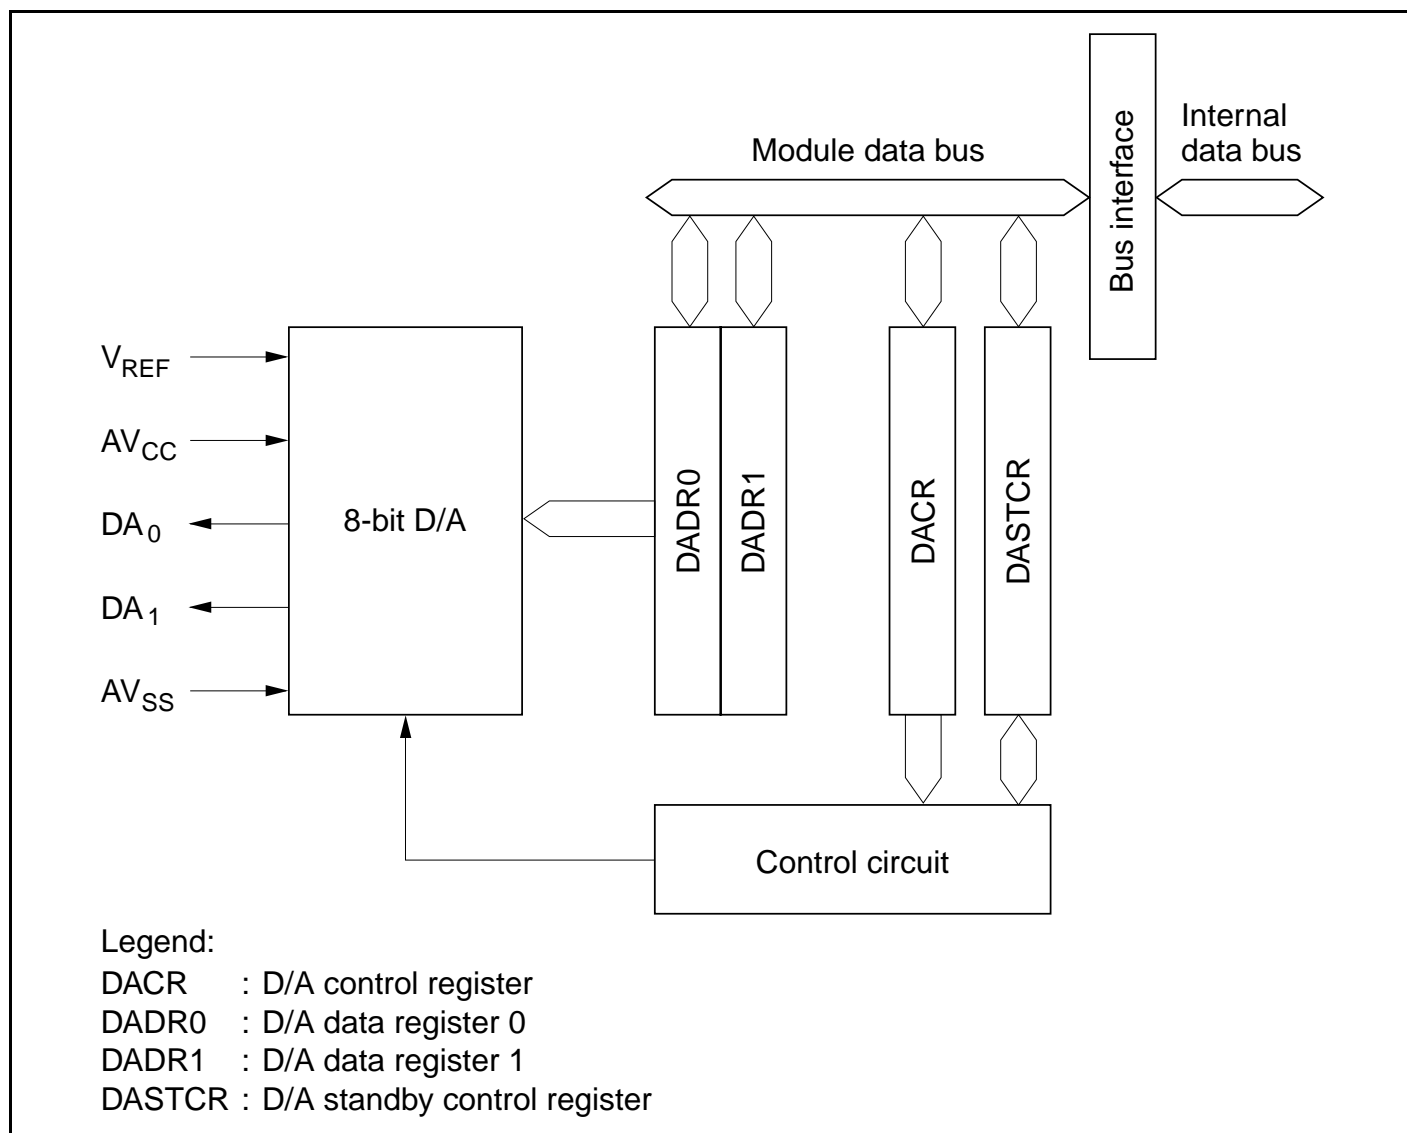 Module data bus
Bus interface
Internal
data bus
VREF
AVCC
DA0
DA1
AVSS
8-bit D/A
DADR0
DADR1
DACR
DASTCR
Control circuit
Legend:
DACR : D/A control register
DADR0 : D/A data register 0
DADR1 : D/A data register 1
DASTCR : D/A standby control register